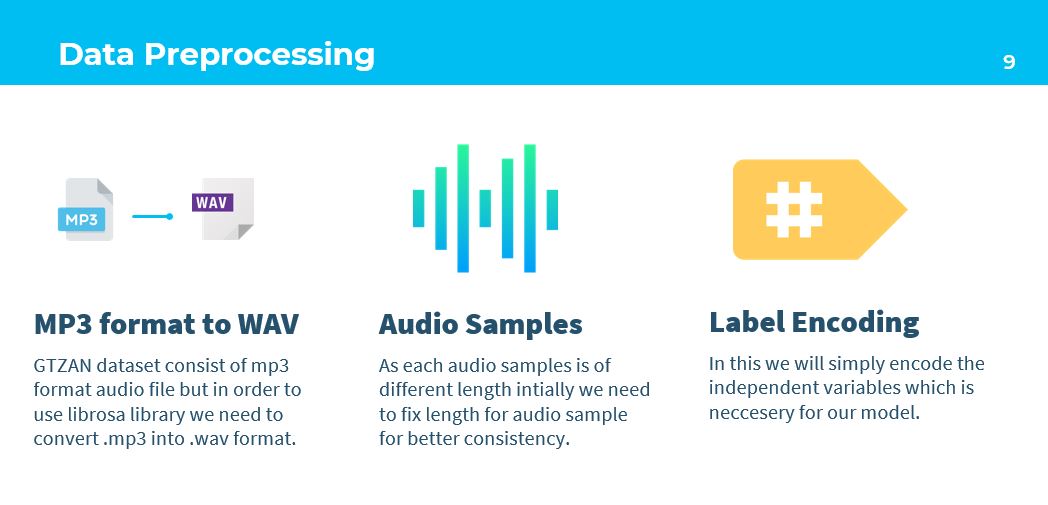 Data Preprocessing
9
MP3
WAV
#
MP3 format to WAV
GTZAN dataset consist of mp3
format audio file but in order to
use librosa library we need to
convert .mp3 into .wav format.
Audio Samples
As each audio samples is of
different length intially we need
to fix length for audio sample
for better consistency.
Label Encoding
In this we will simply encode the
independent variables which is
neccesery for our model.